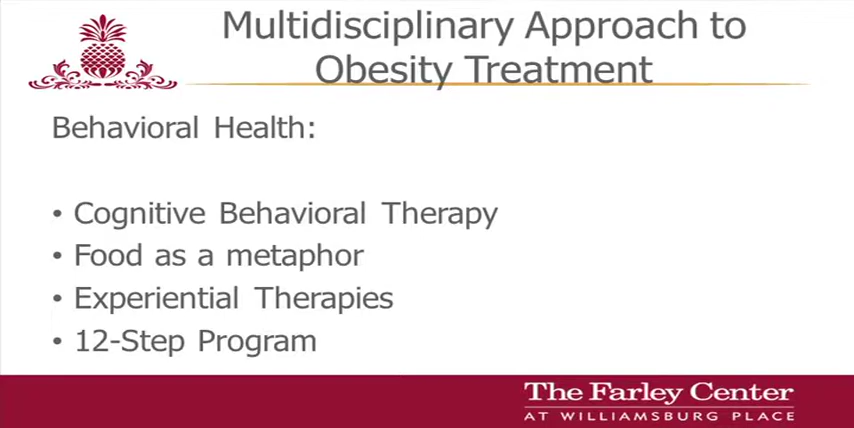 Multidisciplinary Approach to
Obesity Treatment
Behavioral Health:
• Cognitive Behavioral Therapy
• Food as a metaphor
• Experiential Therapies
• 12-Step Program
The Farley Center
AT WILLIAMSBURG PLACE